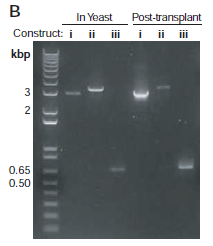 B
In Yeast Post-transplant
Construct: i ii iii i ii iii
kbp
3
2
0.65
0.50